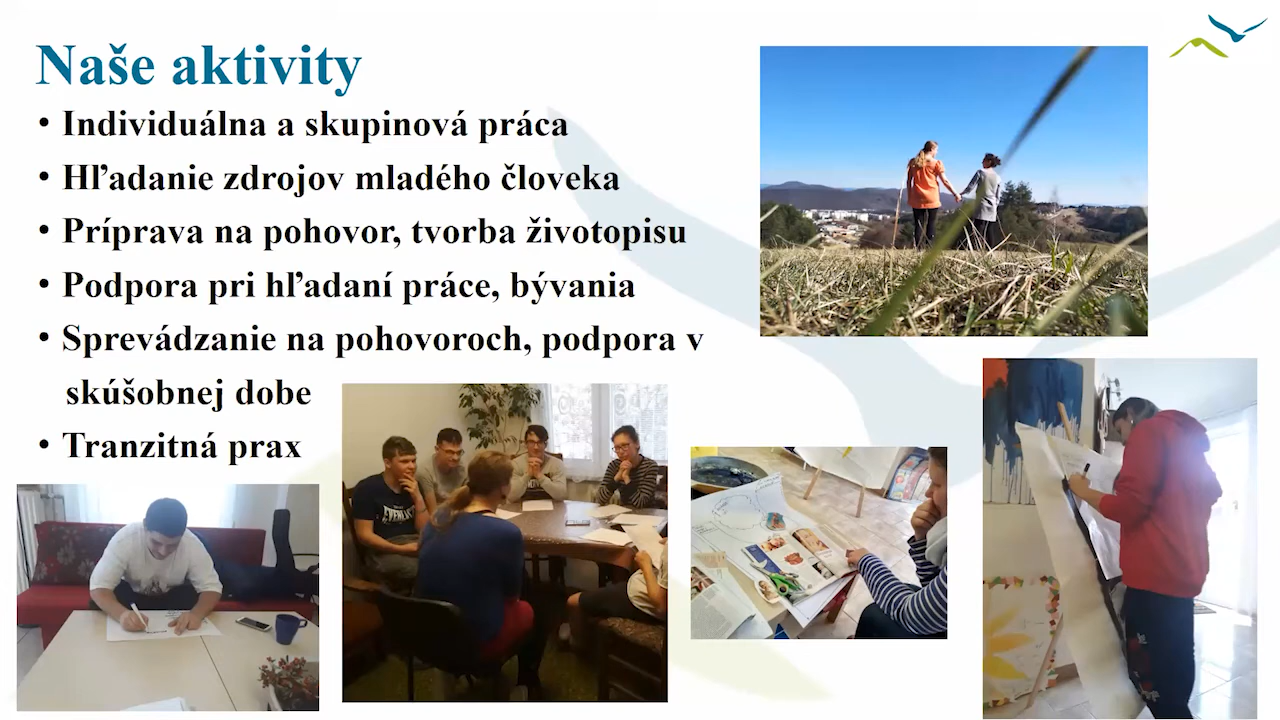 Naše aktivity
• Individuálna a skupinová práca
• Hľadanie zdrojov mladého človeka
• Príprava na pohovor, tvorba životopisu
• Podpora pri hľadaní práce, bývania
• Sprevádzanie na pohovoroch, podpora v
skúšobnej dobe
• Tranzitná prax